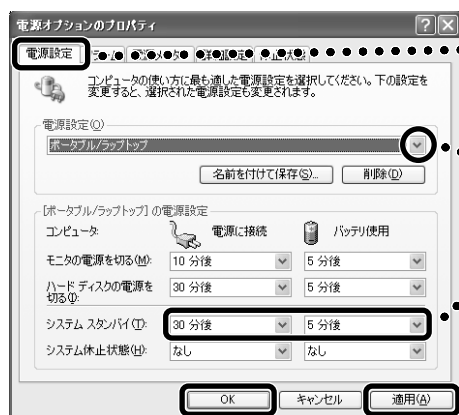 電源オプションのプロパティ
電源設定
コンピュータの使い方に最も適した電源設定を選択してください。下の設定を
変更すると、選択された電源設定も変更されます。
電源設定(O)
ポータブル/ラップトップ
名前を付けて保存(S)... 削除(D)
[ポータブル/ラップトップ] の電源設定
コンピュータ: 電源に接続 バッテリ使用
モニタの電源を切る(M): 10 分後 5 分後
ハード ディスクの電源を
切る(I): 30 分後 5 分後
システム スタンバイ(T): 30 分後 5 分後
システム休止状態(H): なし なし
OK キャンセル 適用(A)